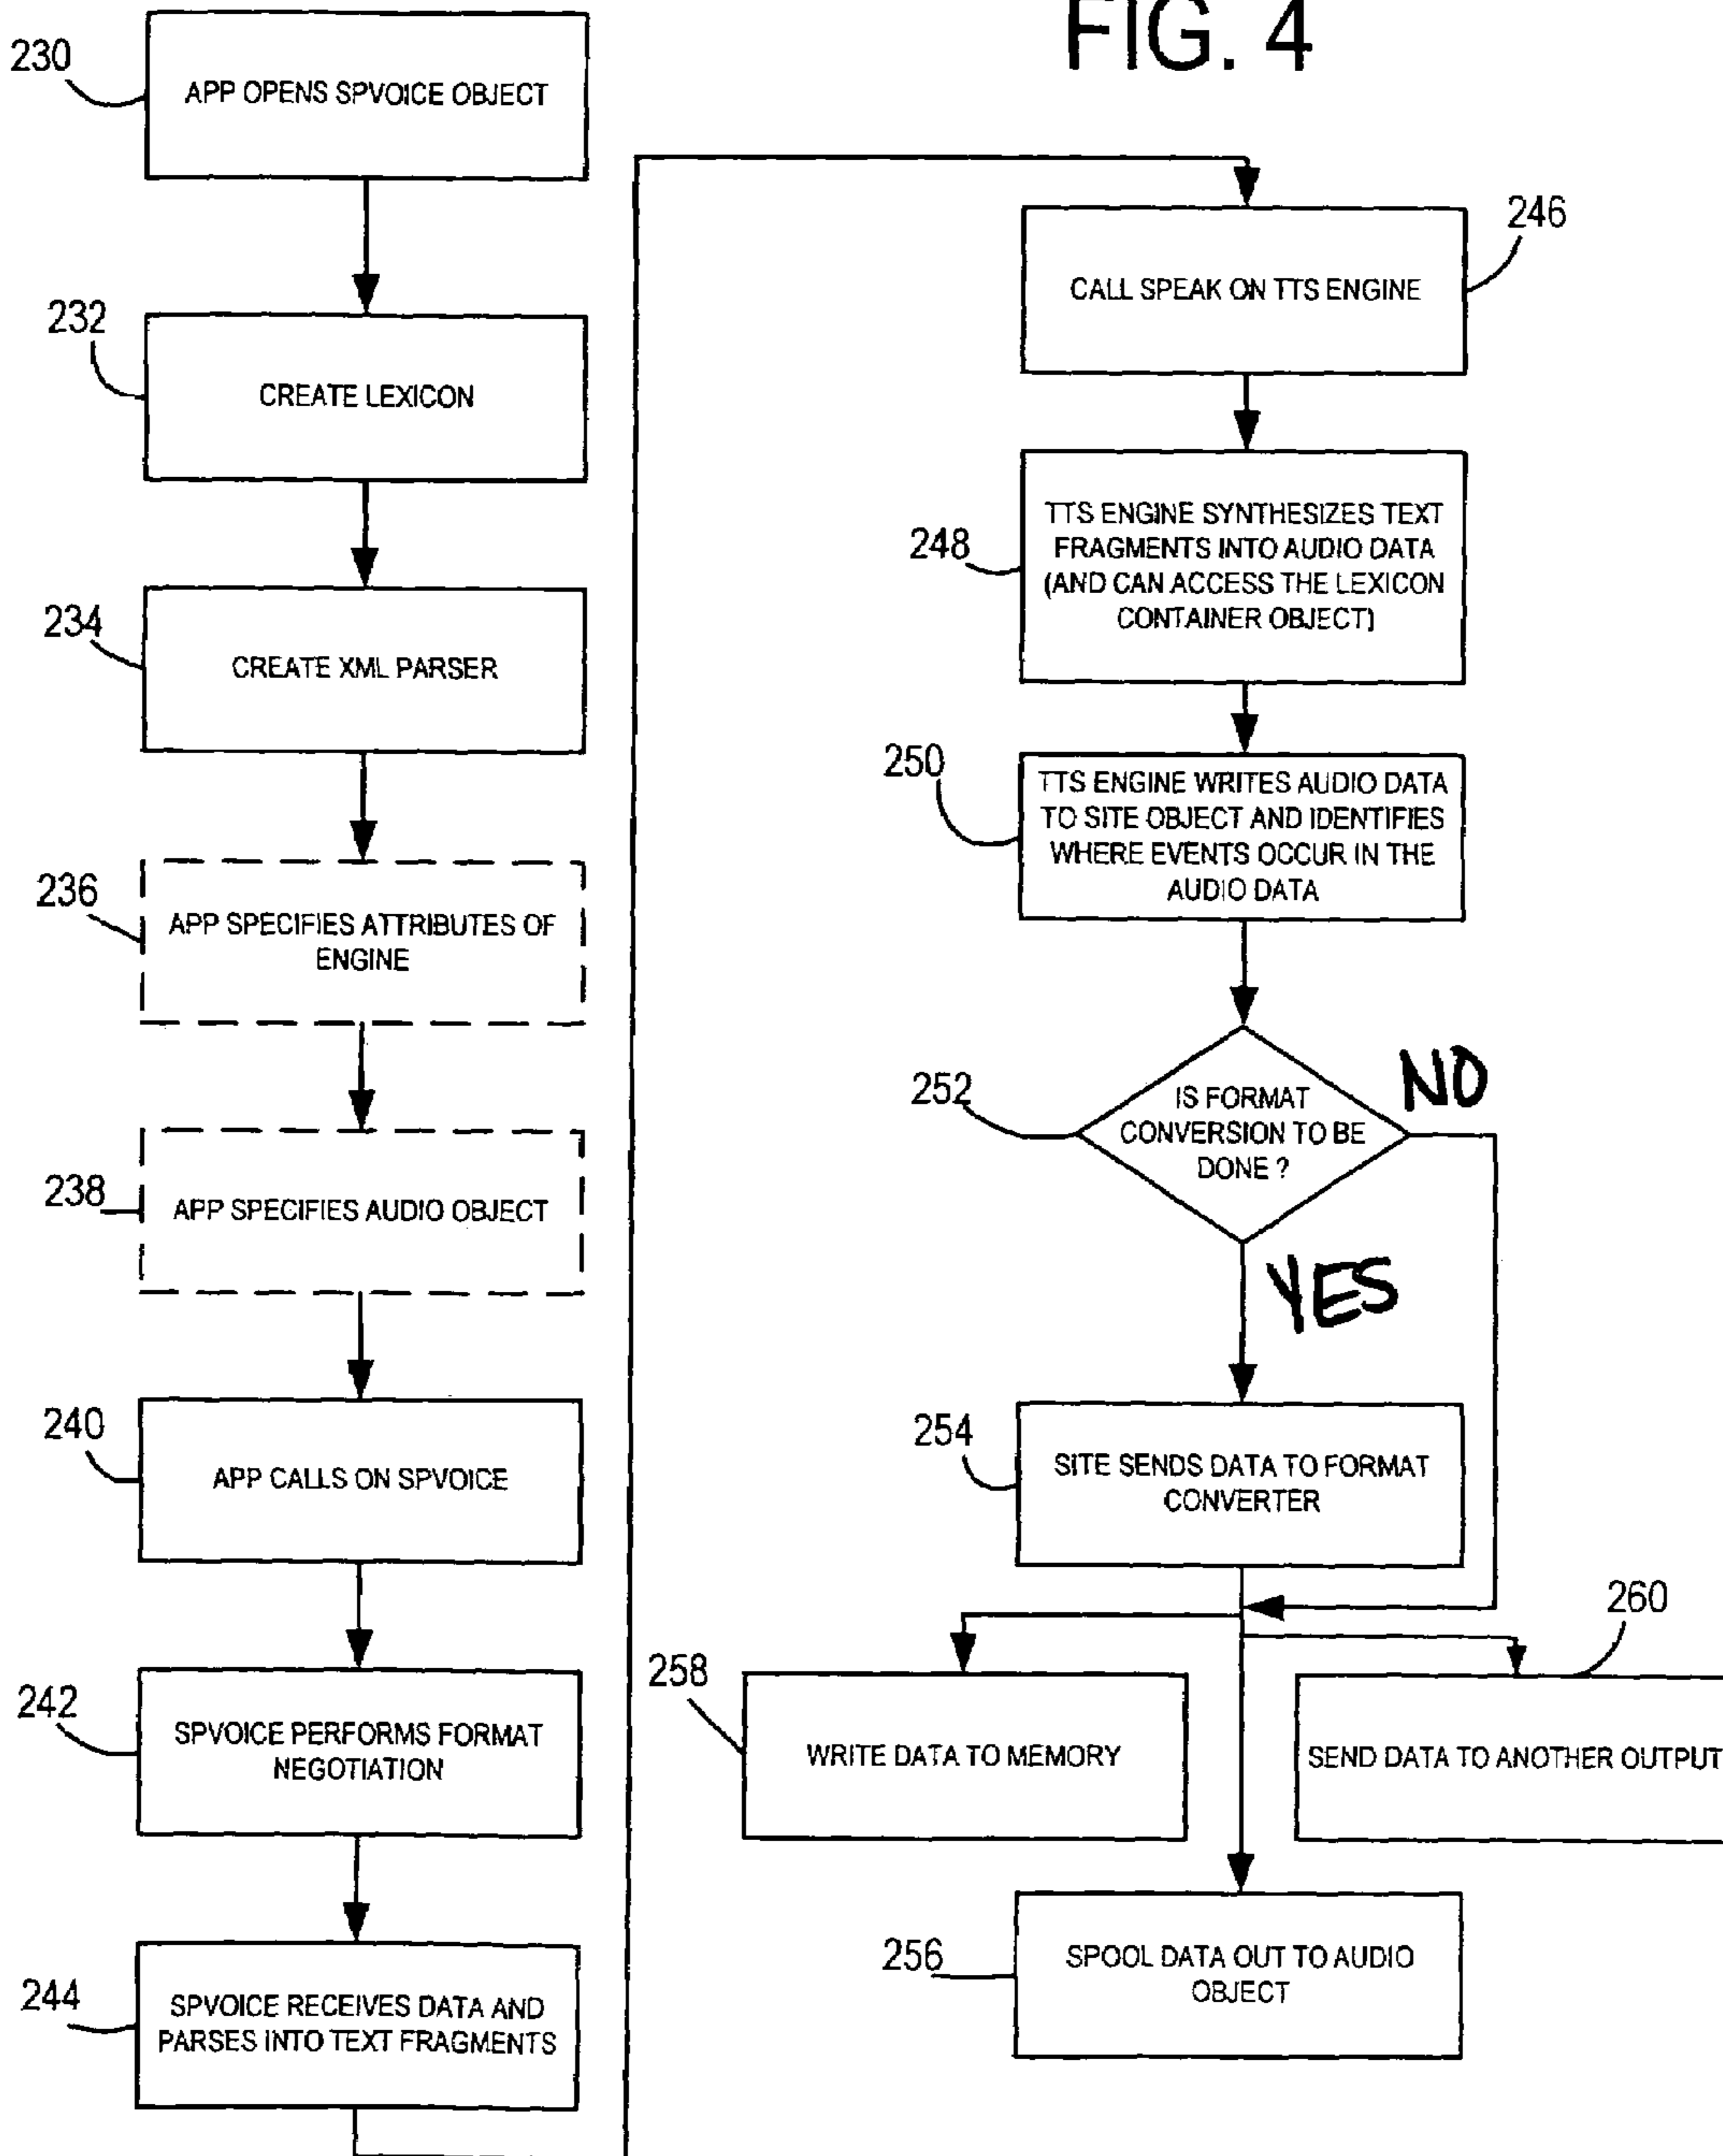 FIG. 4
230
APP OPENS SPVOICE OBJECT
232
CREATE LEXICON
234
CREATE XML PARSER
236
APP SPECIFIES ATTRIBUTES OF
ENGINE
238
APP SPECIFIES AUDIO OBJECT
240
APP CALLS ON SPVOICE
242
SPVOICE PERFORMS FORMAT
NEGOTIATION
244
SPVOICE RECEIVES DATA AND
PARSES INTO TEXT FRAGMENTS
246
CALL SPEAK ON TTS ENGINE
248
TTS ENGINE SYNTHESIZES TEXT
FRAGMENTS INTO AUDIO DATA
(AND CAN ACCESS THE LEXICON
CONTAINER OBJECT)
250
TTS ENGINE WRITES AUDIO DATA
TO SITE OBJECT AND IDENTIFIES
WHERE EVENTS OCCUR IN THE
AUDIO DATA
252
IS FORMAT
CONVERSION TO BE
DONE ?
NO
YES
254
SITE SENDS DATA TO FORMAT
CONVERTER
258
WRITE DATA TO MEMORY
260
SEND DATA TO ANOTHER OUTPUT
256
SPOOL DATA OUT TO AUDIO
OBJECT